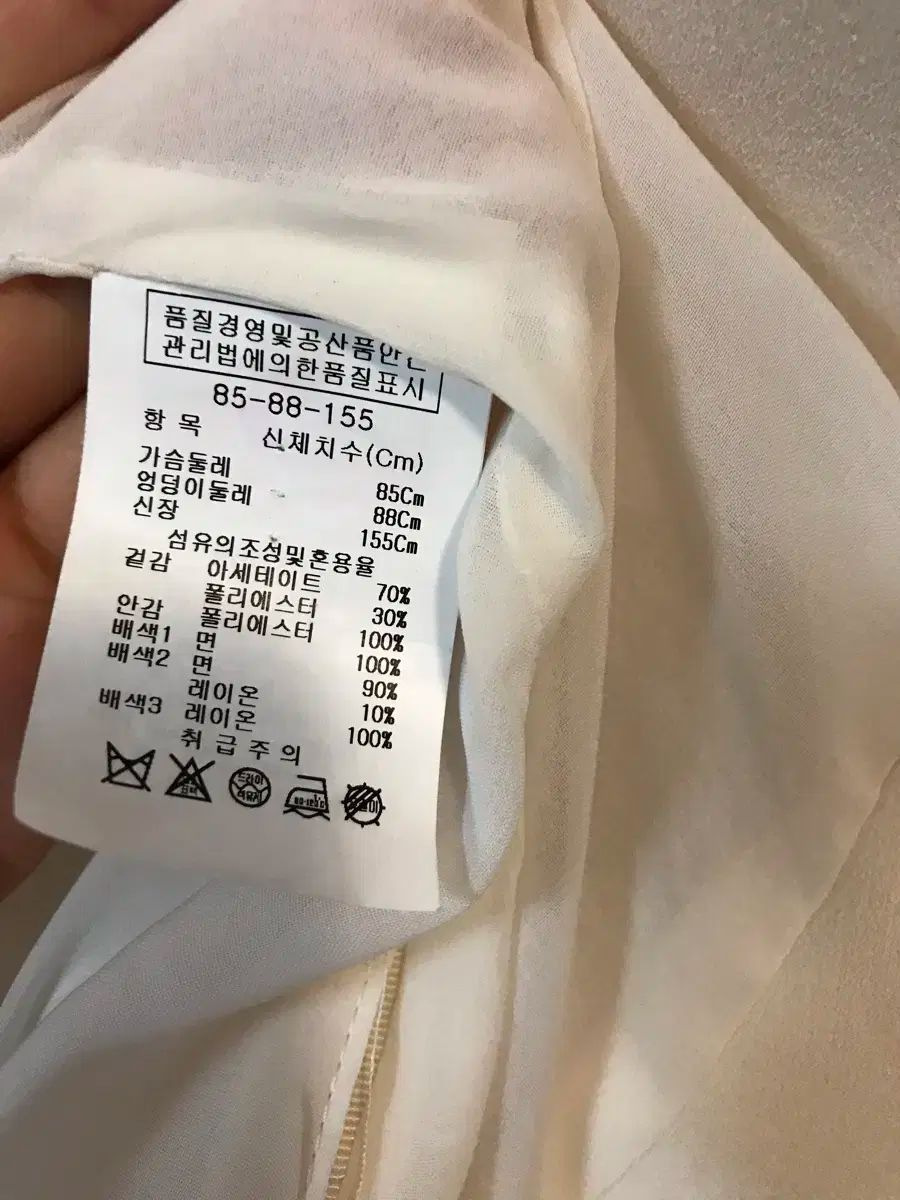 품질경영및공산품안전
관리법에의한품질표시
85-88-155
항 목 신체치수(Cm)
가슴둘레 85Cm
엉덩이둘레 88Cm
신장 155Cm
섬유의조성및혼용율
겉감 아세테이트 70%
폴리에스터 30%
안감 폴리에스터 100%
배색1 면 100%
배색2 면 90%
레이온 10%
배색3 레이온 100%
취급주의
드라이
80-120℃